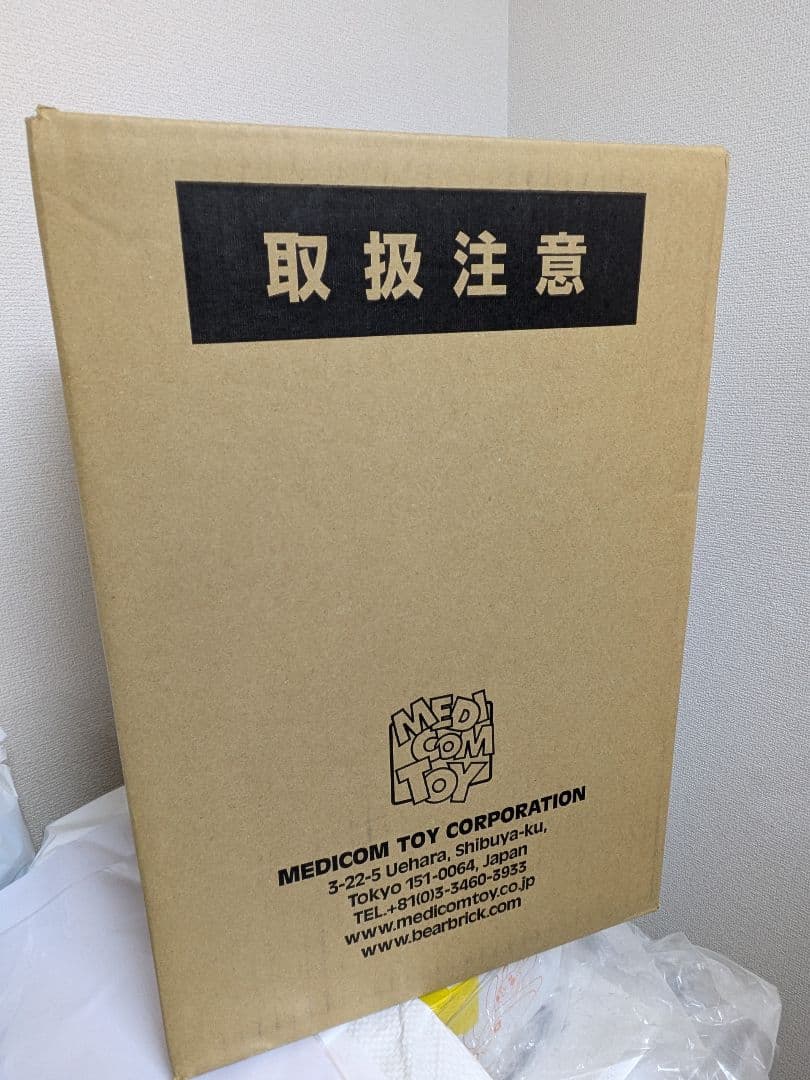 取扱注意
MEDI
COM
TOY
MEDICOM TOY CORPORATION
3-22-5 Uehara, Shibuya-ku,
Tokyo 151-0064, Japan
TEL.+81(0)3-3460-3933
www.medicomtoy.co.jp
www.bearbrick.com